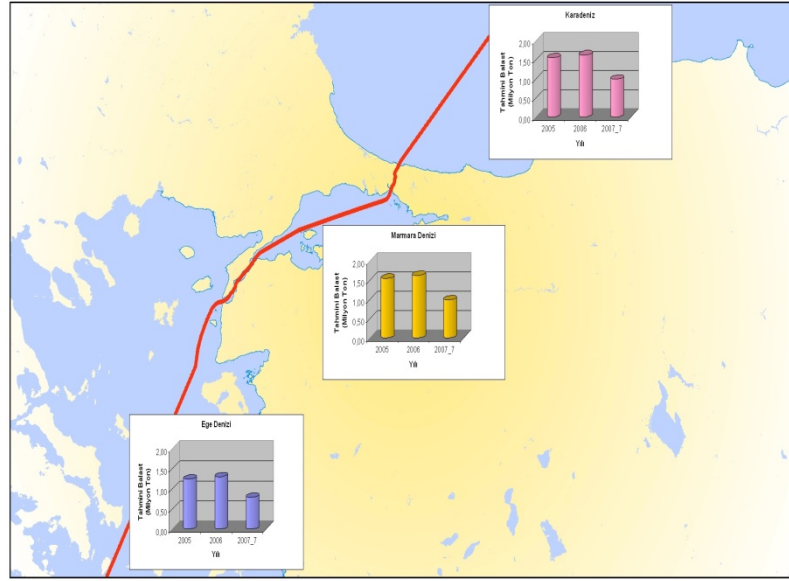 Karadeniz
Tahmini Balast
(Milyon Ton)
2,00
1,50
1,00
0,50
0,00
2005
2006
2007_7
Yılı
Marmara Denizi
Tahmini Balast
(Milyon Ton)
2,00
1,50
1,00
0,50
0,00
2005
2006
2007_7
Yılı
Ege Denizi
Tahmini Balast
(Milyon Ton)
2,00
1,50
1,00
0,50
0,00
2005
2006
2007_7
Yılı